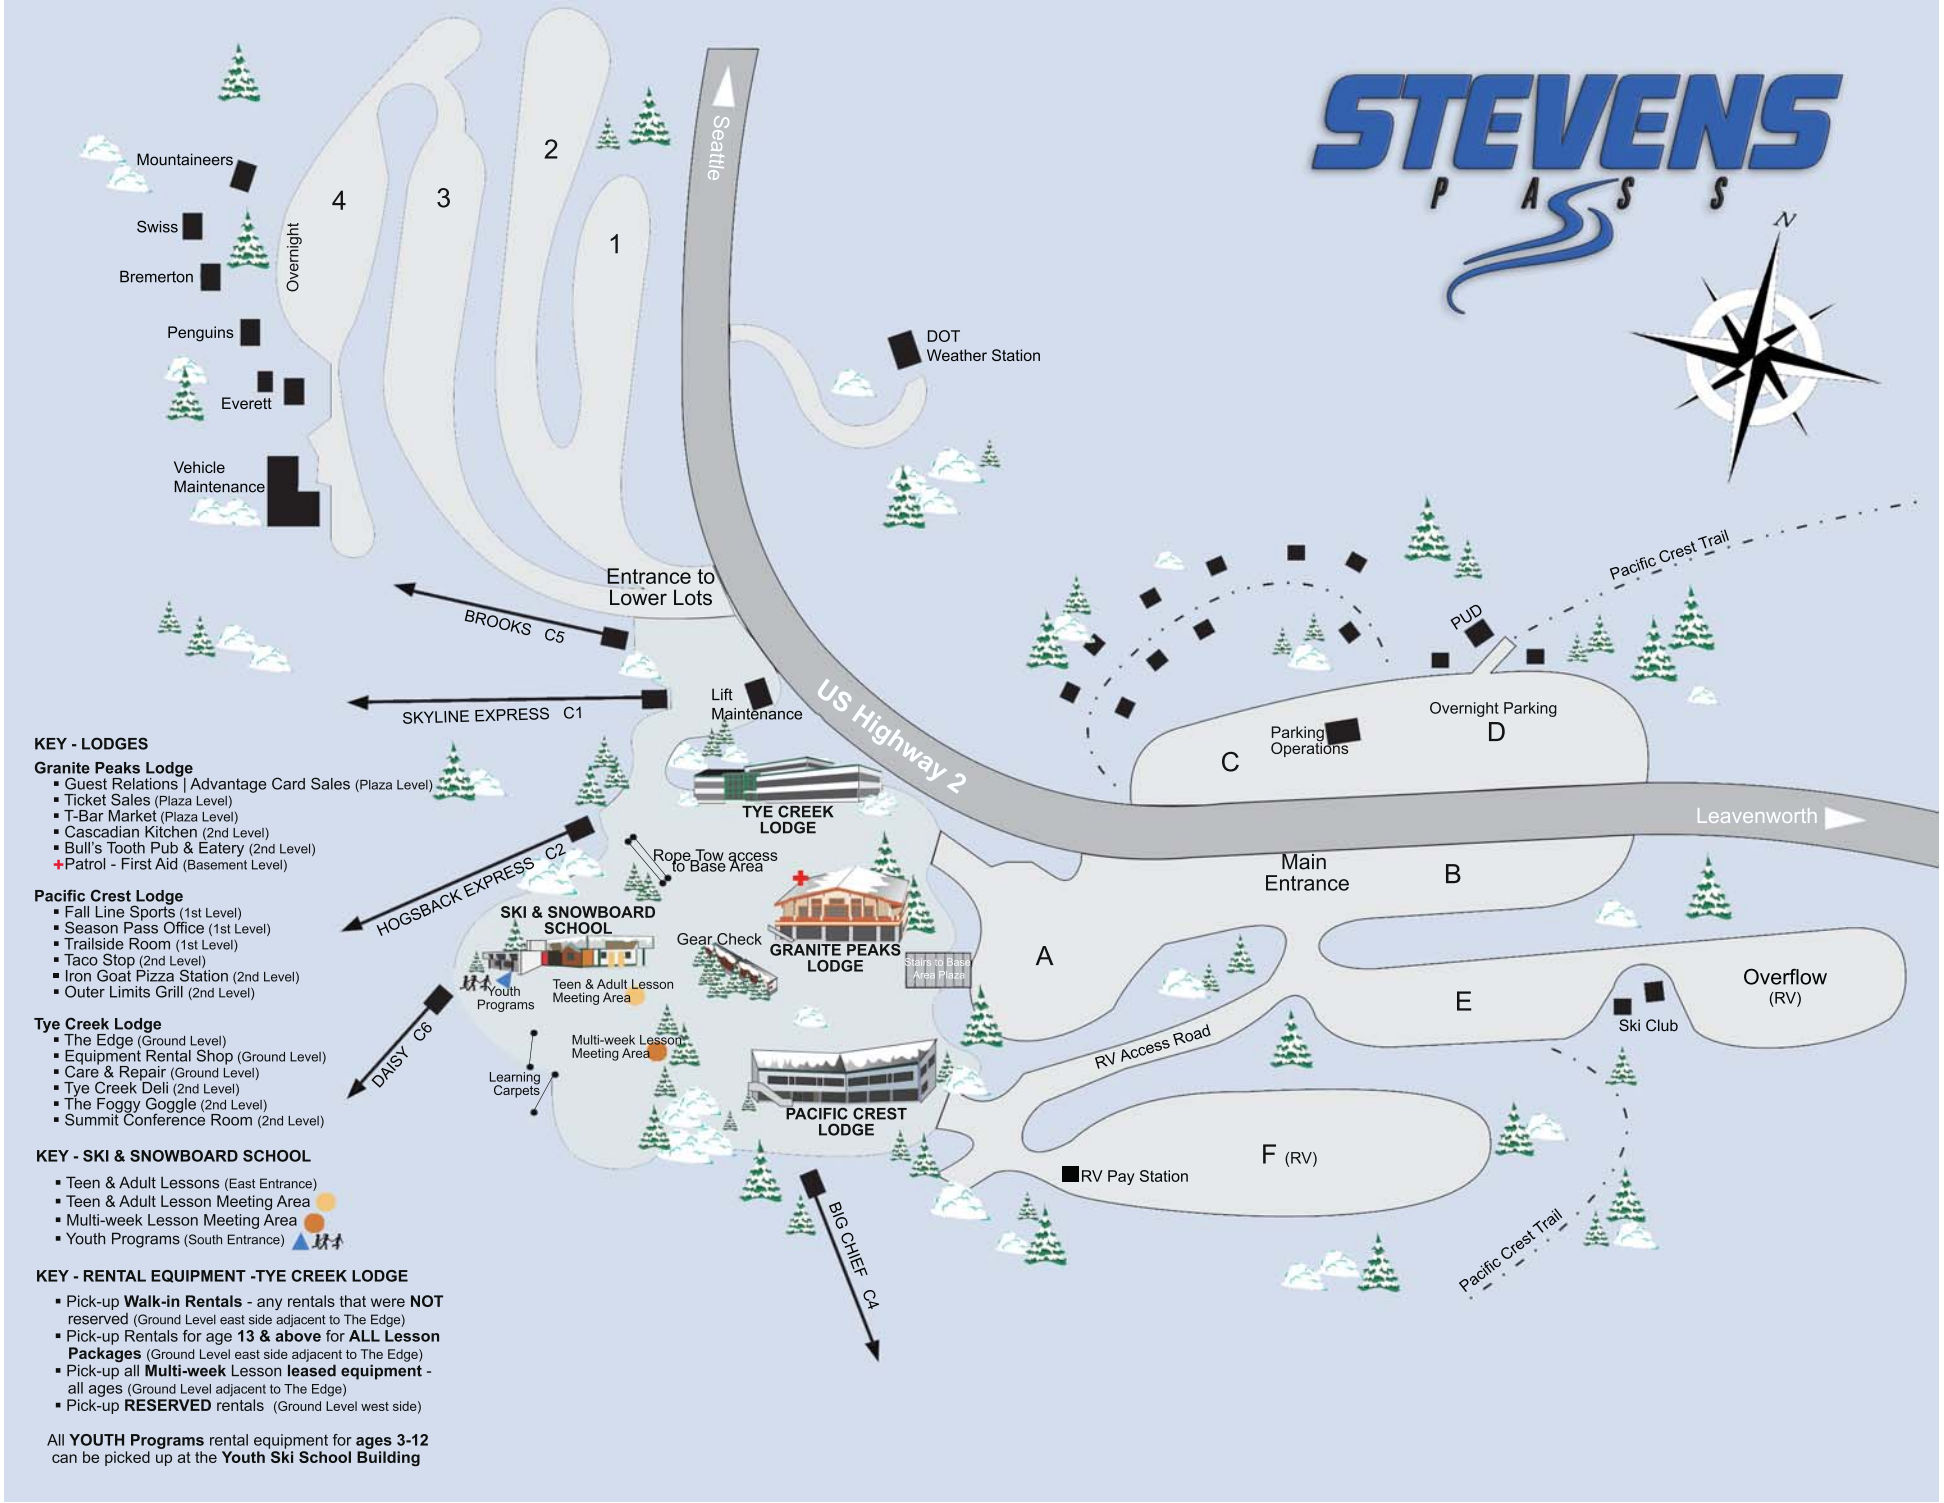 STEVENS
PASS
N
Seattle
2
4
3
1
Overnight
Mountaineers
Swiss
Bremerton
Penguins
Everett
Vehicle
Maintenance
DOT
Weather Station
Entrance to
Lower Lots
BROOKS C5
SKYLINE EXPRESS C1
Lift
Maintenance
US Highway 2
Pacific Crest Trail
PUD
Overnight Parking
D
Parking
Operations
C
Leavenworth
TYE CREEK
LODGE
HOGSBACK EXPRESS C2
Rope Tow access
to Base Area
Main
Entrance
B
SKI & SNOWBOARD
SCHOOL
Gear Check
GRANITE PEAKS
LODGE
Stairs to Base
Area Plaza
A
E
Overflow
(RV)
Ski Club
Youth
Programs
Teen & Adult Lesson
Meeting Area
DAISY C6
Multi-week Lesson
Meeting Area
Learning
Carpets
RV Access Road
PACIFIC CREST
LODGE
F (RV)
RV Pay Station
BIG CHIEF C4
Pacific Crest Trail
KEY - LODGES
Granite Peaks Lodge
▪ Guest Relations | Advantage Card Sales (Plaza Level)
▪ Ticket Sales (Plaza Level)
▪ T-Bar Market (Plaza Level)
▪ Cascadian Kitchen (2nd Level)
▪ Bull's Tooth Pub & Eatery (2nd Level)
Patrol - First Aid (Basement Level)
Pacific Crest Lodge
▪ Fall Line Sports (1st Level)
▪ Season Pass Office (1st Level)
▪ Trailside Room (1st Level)
▪ Taco Stop (2nd Level)
▪ Iron Goat Pizza Station (2nd Level)
▪ Outer Limits Grill (2nd Level)
Tye Creek Lodge
▪ The Edge (Ground Level)
▪ Equipment Rental Shop (Ground Level)
▪ Care & Repair (Ground Level)
▪ Tye Creek Deli (2nd Level)
▪ The Foggy Goggle (2nd Level)
▪ Summit Conference Room (2nd Level)
KEY - SKI & SNOWBOARD SCHOOL
▪ Teen & Adult Lessons (East Entrance)
▪ Teen & Adult Lesson Meeting Area
▪ Multi-week Lesson Meeting Area
▪ Youth Programs (South Entrance)
KEY - RENTAL EQUIPMENT -TYE CREEK LODGE
▪ Pick-up Walk-in Rentals - any rentals that were NOT
reserved (Ground Level east side adjacent to The Edge)
▪ Pick-up Rentals for age 13 & above for ALL Lesson
Packages (Ground Level east side adjacent to The Edge)
▪ Pick-up all Multi-week Lesson leased equipment -
all ages (Ground Level adjacent to The Edge)
▪ Pick-up RESERVED rentals (Ground Level west side)
All YOUTH Programs rental equipment for ages 3-12
can be picked up at the Youth Ski School Building